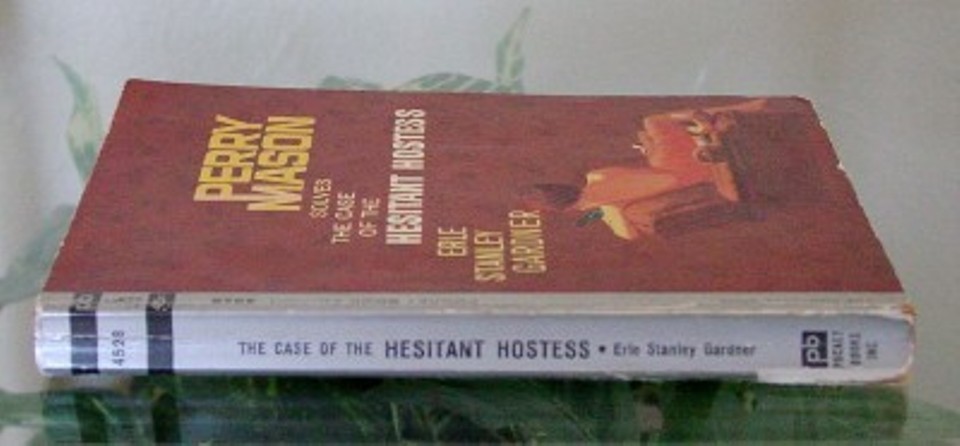 PERRY
MASON
SOLVES
THE CASE
OF THE
HESITANT HOSTESS
ERLE
STANLEY
GARDNER
4528
THE CASE OF THE HESITANT HOSTESS • Erle Stanley Gardner
pb
POCKET
BOOKS
INC